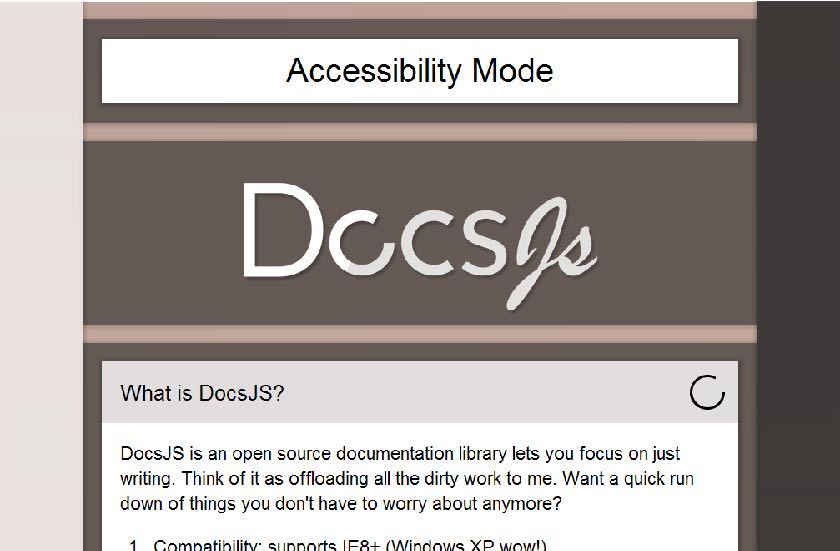 Accessibility Mode
DocsJs
What is DocsJS?
DocsJS is an open source documentation library lets you focus on just
writing. Think of it as offloading all the dirty work to me. Want a quick run
down of things you don't have to worry about anymore?
1. Compatibility: supports IE8+ (Windows XP wow!)